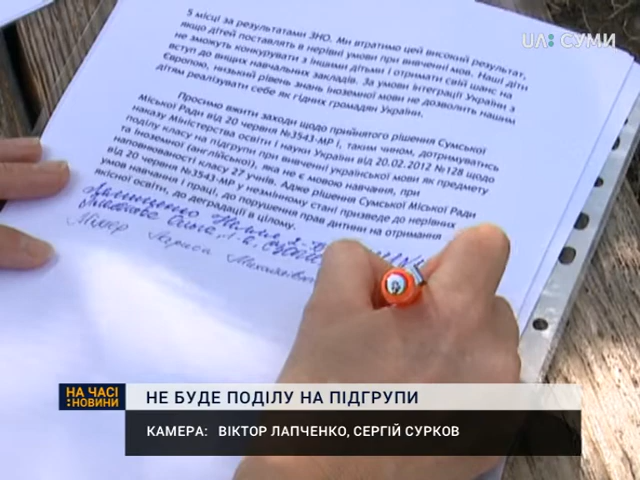 5 місці за результатами ЗНО. Ми втратимо цей високий результат,
якщо дітей поставлять в нерівні умови при вивченні мов. Наші діти
не зможуть конкурувати з іншими дітьми і отримати свій шанс на
вступ до вищих навчальних закладів. За умови інтеграції України з
Європою, низький рівень знань іноземної мови не дозволить нашим
дітям реалізувати себе як гідних громадян України.
Просимо вжити заходи щодо прийнятого рішення Сумської
Міської Ради від 20 червня №3543-МР і, таким чином, дотримуватись
наказу Міністерства освіти і науки України від 20.02.2012 №128 щодо
поділу класу на підгрупи при вивченні української мови як предмету
та іноземної (англійської), яка не є мовою навчання, при
наповнюваності класу 27 учнів. Адже рішення Сумської Міської Ради
від 20 червня №3543-МР у незмінному стані призведе до нерівних
умов навчання і праці, до порушення прав дитини на отримання
якісної освіти, до деградації в цілому.
Лариса
UA: СУМИ
НА ЧАСІ
:НОВИНИ
НЕ БУДЕ ПОДІЛУ НА ПІДГРУПИ
КАМЕРА: ВІКТОР ЛАПЧЕНКО, СЕРГІЙ СУРКОВ